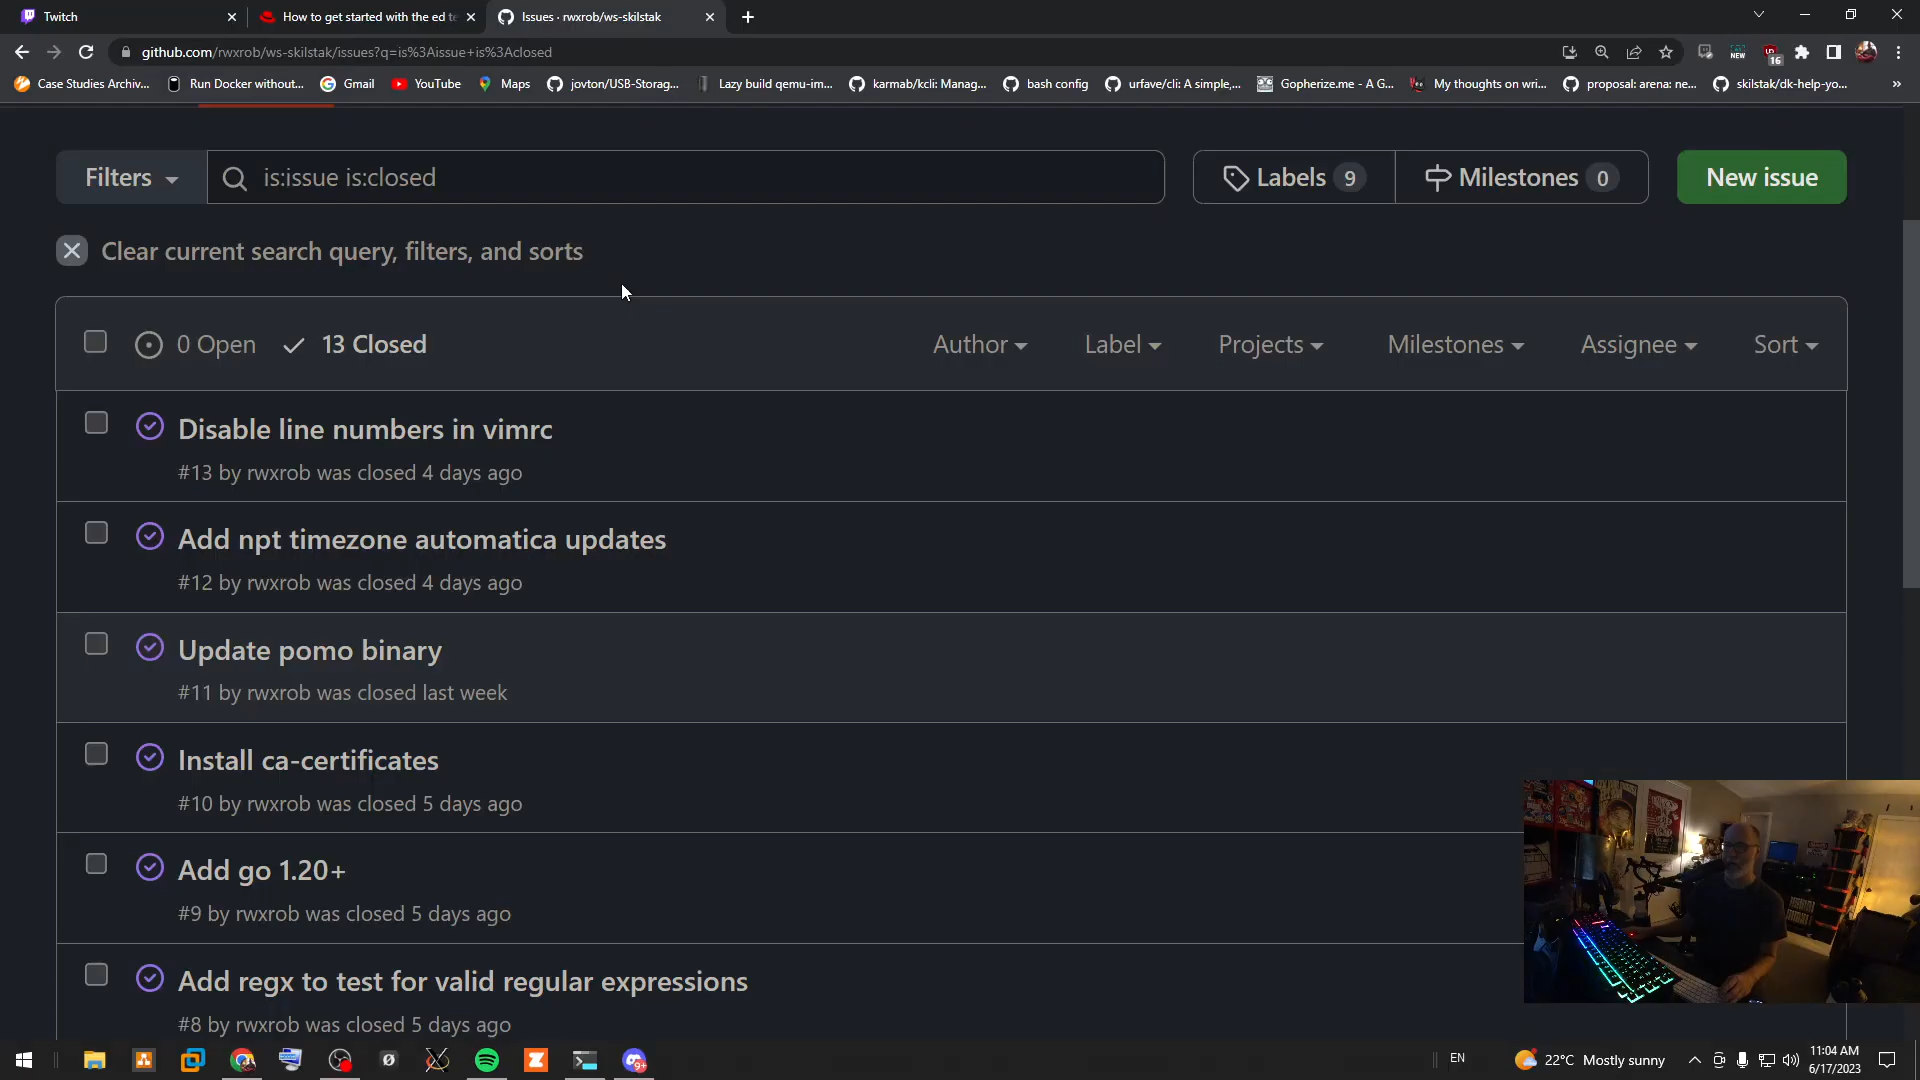 Twitch
How to get started with the ed te
Issues · rwxrob/ws-skilstak
github.com/rwxrob/ws-skilstak/issues?q=is%3Aissue+is%3Aclosed
NEW
16
Case Studies Archiv...
Run Docker without...
Gmail
YouTube
Maps
jovton/USB-Storag...
Lazy build qemu-im...
karmab/kcli: Manag...
bash config
urfave/cli: A simple,...
Gopherize.me - A G...
My thoughts on wri...
proposal: arena: ne...
skilstak/dk-help-yo...
»
Filters
is:issue is:closed
Labels 9
Milestones 0
New issue
Clear current search query, filters, and sorts
0 Open
13 Closed
Author
Label
Projects
Milestones
Assignee
Sort
Disable line numbers in vimrc
#13 by rwxrob was closed 4 days ago
Add npt timezone automatica updates
#12 by rwxrob was closed 4 days ago
Update pomo binary
#11 by rwxrob was closed last week
Install ca-certificates
#10 by rwxrob was closed 5 days ago
Add go 1.20+
#9 by rwxrob was closed 5 days ago
Add regx to test for valid regular expressions
#8 by rwxrob was closed 5 days ago
9+
EN
22°C Mostly sunny
11:04 AM
6/17/2023